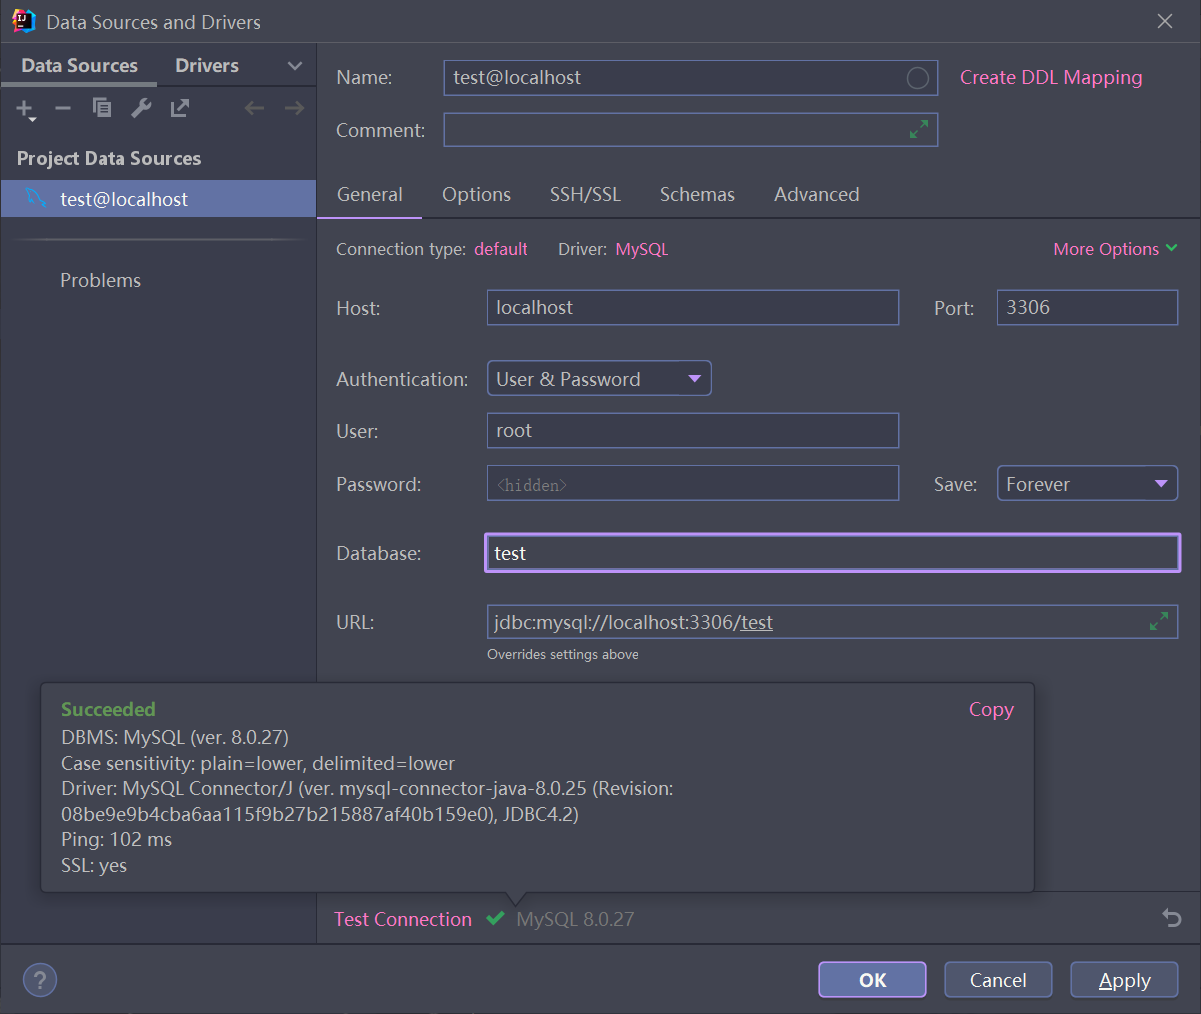 Data Sources and Drivers
Data Sources Drivers
Name: test@localhost Create DDL Mapping
Comment:
Project Data Sources
test@localhost
Problems
General Options SSH/SSL Schemas Advanced
Connection type: default Driver: MySQL More Options
Host: localhost Port: 3306
Authentication: User & Password
User: root
Password: <hidden> Save: Forever
Database: test
URL: jdbc:mysql://localhost:3306/test
Overrides settings above
Succeeded Copy
DBMS: MySQL (ver. 8.0.27)
Case sensitivity: plain=lower, delimited=lower
Driver: MySQL Connector/J (ver. mysql-connector-java-8.0.25 (Revision:
08be9e9b4cba6aa115f9b27b215887af40b159e0), JDBC4.2)
Ping: 102 ms
SSL: yes
Test Connection MySQL 8.0.27
? OK Cancel Apply